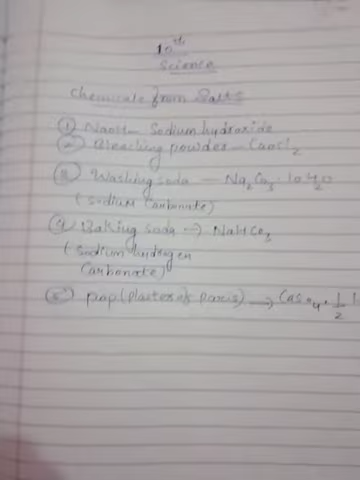 10th
Science
Chemicals from Salts
① NaoH - Sodium hydroxide
② Bleaching powder - Caocl2
③ Washing soda — Na2Co3 · 10H2O
(Sodium Carbonate)
④ Baking soda → NaHCo3
(Sodium hydrogen
Carbonate)
⑤ pop (Plaster of paris) → CaSo4 · 1/2